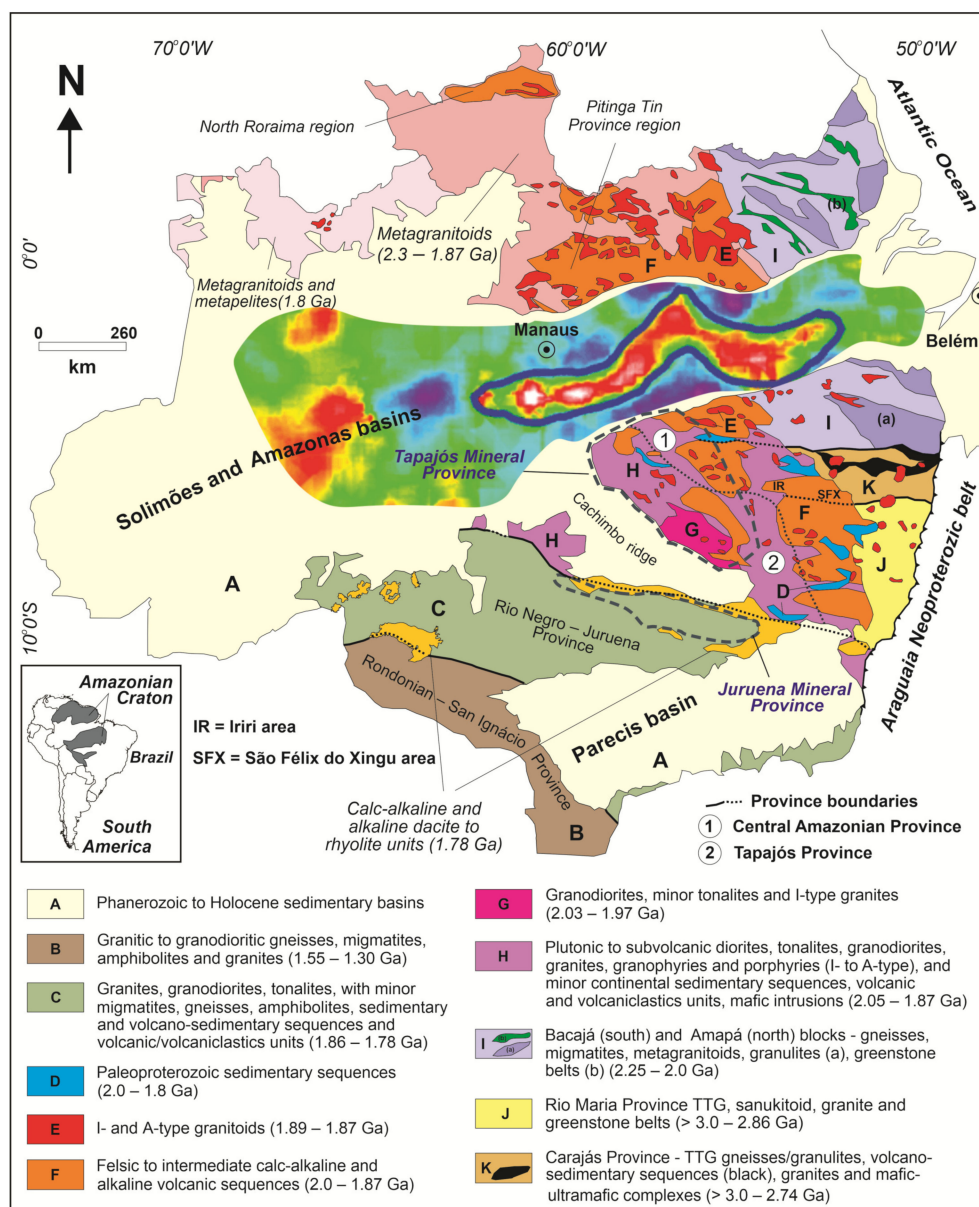 70°0'W
60°0'W
50°0'W
N
North Roraima region
Pitinga Tin
Province region
Atlantic Ocean
(b)
Metagranitoids
(2.3 – 1.87 Ga)
E
I
F
0°0'
Metagranitoids and
metapelites(1.8 Ga)
0
260
km
Manaus
Belém
Solimões and Amazonas basins
Tapajós Mineral
Province
1
E
I
(a)
H
IR
SFX
K
F
Cachimbo ridge
G
H
2
J
D
A
C
Rio Negro – Juruena
Province
10°0'S
Juruena Mineral
Province
Araguaia Neoproterozic belt
Rondonian – San Ignácio
Province
Parecis basin
A
B
Amazonian
Craton
Brazil
South
America
IR = Iriri area
SFX = São Félix do Xingu area
Calc-alkaline and
alkaline dacite to
rhyolite units (1.78 Ga)
Province boundaries
1 Central Amazonian Province
2 Tapajós Province
A Phanerozoic to Holocene sedimentary basins
B Granitic to granodioritic gneisses, migmatites,
amphibolites and granites (1.55 – 1.30 Ga)
C Granites, granodiorites, tonalites, with minor
migmatites, gneisses, amphibolites, sedimentary
and volcano-sedimentary sequences and
volcanic/volcaniclastics units (1.86 – 1.78 Ga)
D Paleoproterozoic sedimentary sequences
(2.0 – 1.8 Ga)
E I- and A-type granitoids (1.89 – 1.87 Ga)
F Felsic to intermediate calc-alkaline and
alkaline volcanic sequences (2.0 – 1.87 Ga)
G Granodiorites, minor tonalites and I-type granites
(2.03 – 1.97 Ga)
H Plutonic to subvolcanic diorites, tonalites, granodiorites,
granites, granophyries and porphyries (I- to A-type), and
minor continental sedimentary sequences, volcanic
and volcaniclastics units, mafic intrusions (2.05 – 1.87 Ga)
I (b) (a) Bacajá (south) and Amapá (north) blocks - gneisses,
migmatites, metagranitoids, granulites (a), greenstone
belts (b) (2.25 – 2.0 Ga)
J Rio Maria Province TTG, sanukitoid, granite and
greenstone belts (> 3.0 – 2.86 Ga)
K Carajás Province - TTG gneisses/granulites, volcano-
sedimentary sequences (black), granites and mafic-
ultramafic complexes (> 3.0 – 2.74 Ga)